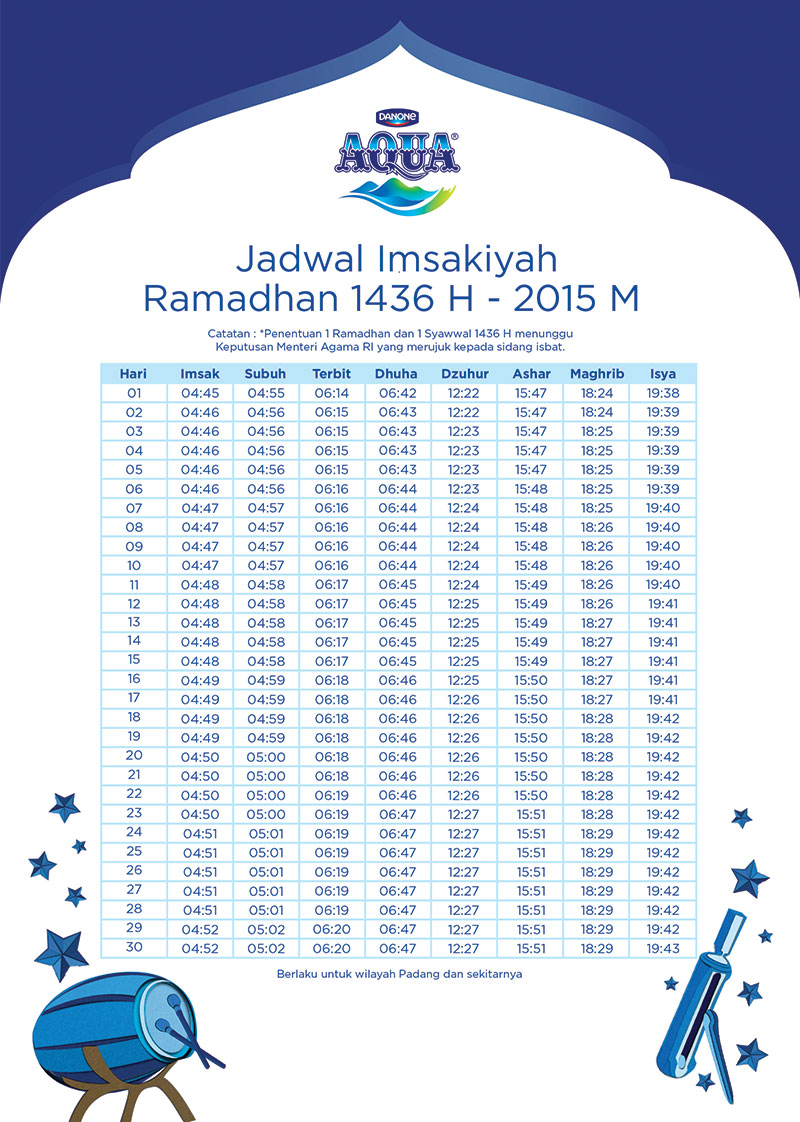 DANONE
AQUA®
Jadwal Imsakiyah
Ramadhan 1436 H - 2015 M
Catatan : *Penentuan 1 Ramadhan dan 1 Syawwal 1436 H menunggu
Keputusan Menteri Agama RI yang merujuk kepada sidang isbat.
Hari Imsak Subuh Terbit Dhuha Dzuhur Ashar Maghrib Isya
01 04:45 04:55 06:14 06:42 12:22 15:47 18:24 19:38
02 04:46 04:56 06:15 06:43 12:22 15:47 18:24 19:39
03 04:46 04:56 06:15 06:43 12:23 15:47 18:25 19:39
04 04:46 04:56 06:15 06:43 12:23 15:47 18:25 19:39
05 04:46 04:56 06:15 06:43 12:23 15:47 18:25 19:39
06 04:46 04:56 06:16 06:44 12:23 15:48 18:25 19:39
07 04:47 04:57 06:16 06:44 12:24 15:48 18:25 19:40
08 04:47 04:57 06:16 06:44 12:24 15:48 18:26 19:40
09 04:47 04:57 06:16 06:44 12:24 15:48 18:26 19:40
10 04:47 04:57 06:16 06:44 12:24 15:48 18:26 19:40
11 04:48 04:58 06:17 06:45 12:24 15:49 18:26 19:40
12 04:48 04:58 06:17 06:45 12:25 15:49 18:26 19:41
13 04:48 04:58 06:17 06:45 12:25 15:49 18:27 19:41
14 04:48 04:58 06:17 06:45 12:25 15:49 18:27 19:41
15 04:48 04:58 06:17 06:45 12:25 15:49 18:27 19:41
16 04:49 04:59 06:18 06:46 12:25 15:50 18:27 19:41
17 04:49 04:59 06:18 06:46 12:26 15:50 18:27 19:41
18 04:49 04:59 06:18 06:46 12:26 15:50 18:28 19:42
19 04:49 04:59 06:18 06:46 12:26 15:50 18:28 19:42
20 04:50 05:00 06:18 06:46 12:26 15:50 18:28 19:42
21 04:50 05:00 06:18 06:46 12:26 15:50 18:28 19:42
22 04:50 05:00 06:19 06:46 12:26 15:50 18:28 19:42
23 04:50 05:00 06:19 06:47 12:27 15:51 18:28 19:42
24 04:51 05:01 06:19 06:47 12:27 15:51 18:29 19:42
25 04:51 05:01 06:19 06:47 12:27 15:51 18:29 19:42
26 04:51 05:01 06:19 06:47 12:27 15:51 18:29 19:42
27 04:51 05:01 06:19 06:47 12:27 15:51 18:29 19:42
28 04:51 05:01 06:19 06:47 12:27 15:51 18:29 19:42
29 04:52 05:02 06:20 06:47 12:27 15:51 18:29 19:42
30 04:52 05:02 06:20 06:47 12:27 15:51 18:29 19:43
Berlaku untuk wilayah Padang dan sekitarnya